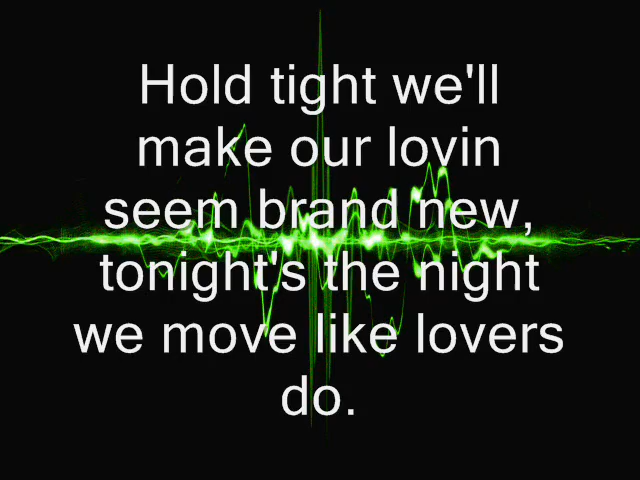 Hold tight we'll
make our lovin
seem brand new,
tonight's the night
we move like lovers
do.